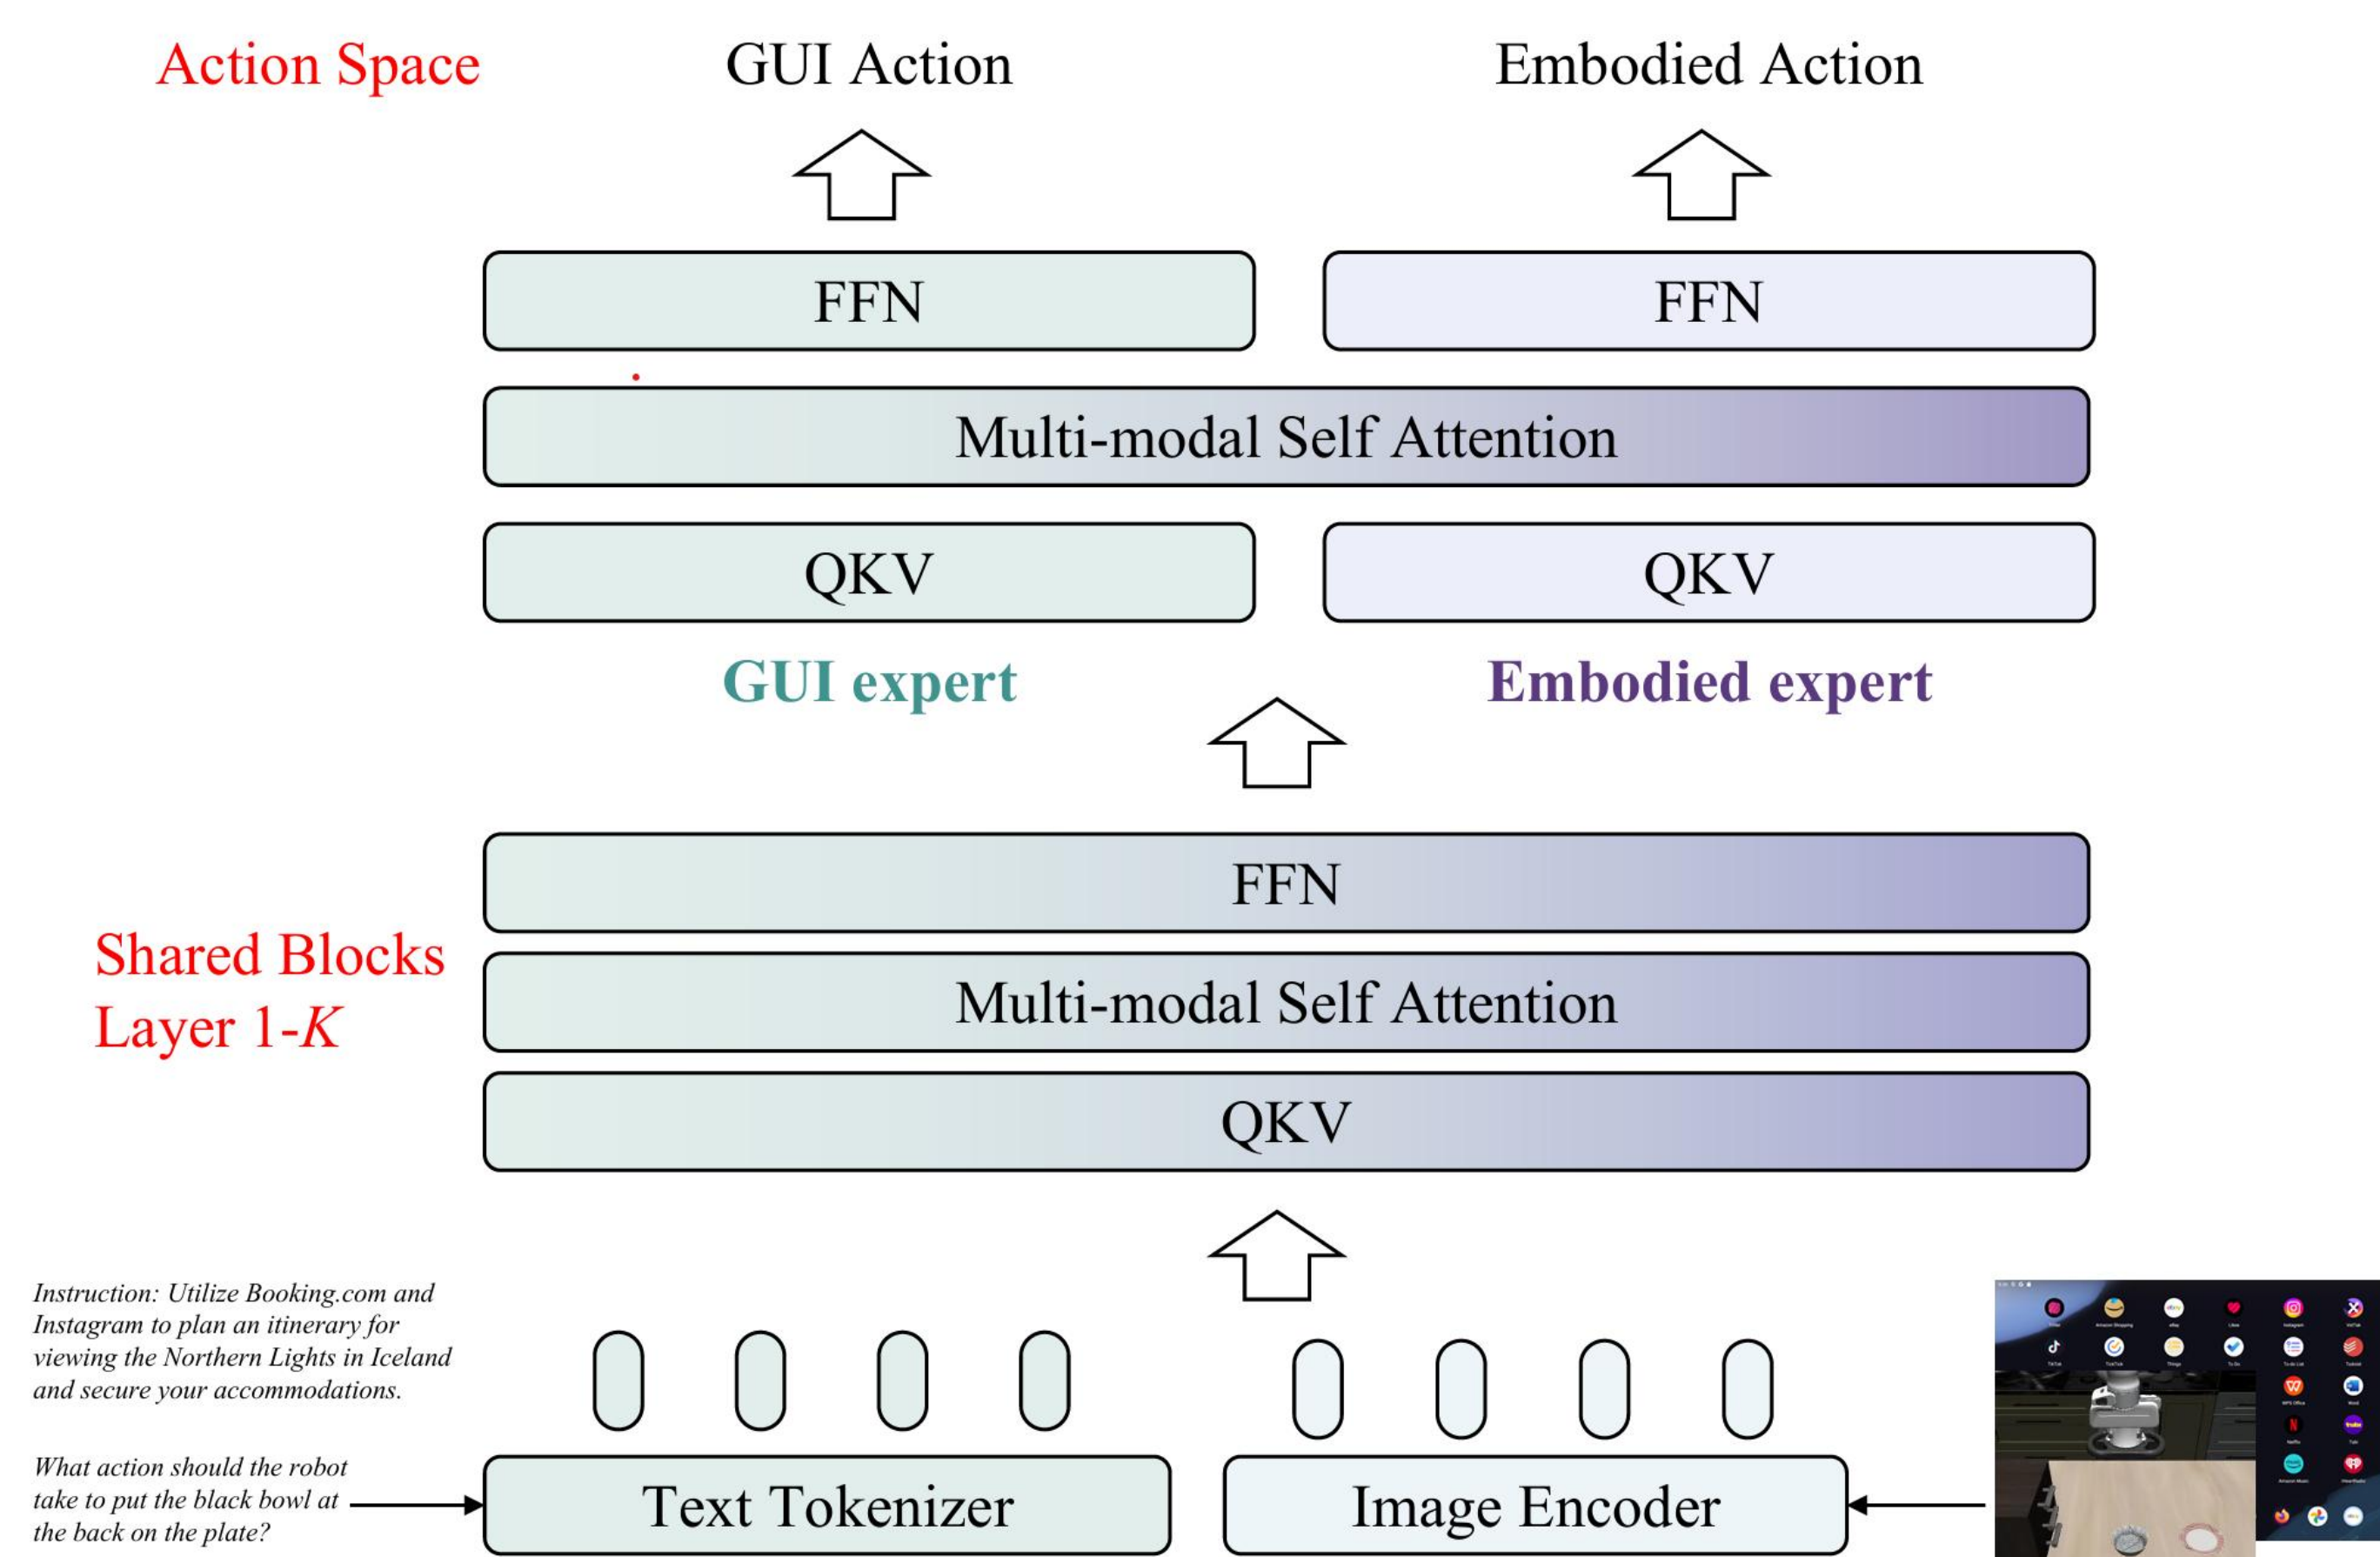 Action Space
GUI Action
Embodied Action
FFN
FFN
Multi-modal Self Attention
QKV
QKV
GUI expert
Embodied expert
FFN
Shared Blocks
Layer 1-K
Multi-modal Self Attention
QKV
Instruction: Utilize Booking.com and
Instagram to plan an itinerary for
viewing the Northern Lights in Iceland
and secure your accommodations.
What action should the robot
take to put the black bowl at
the back on the plate?
Text Tokenizer
Image Encoder